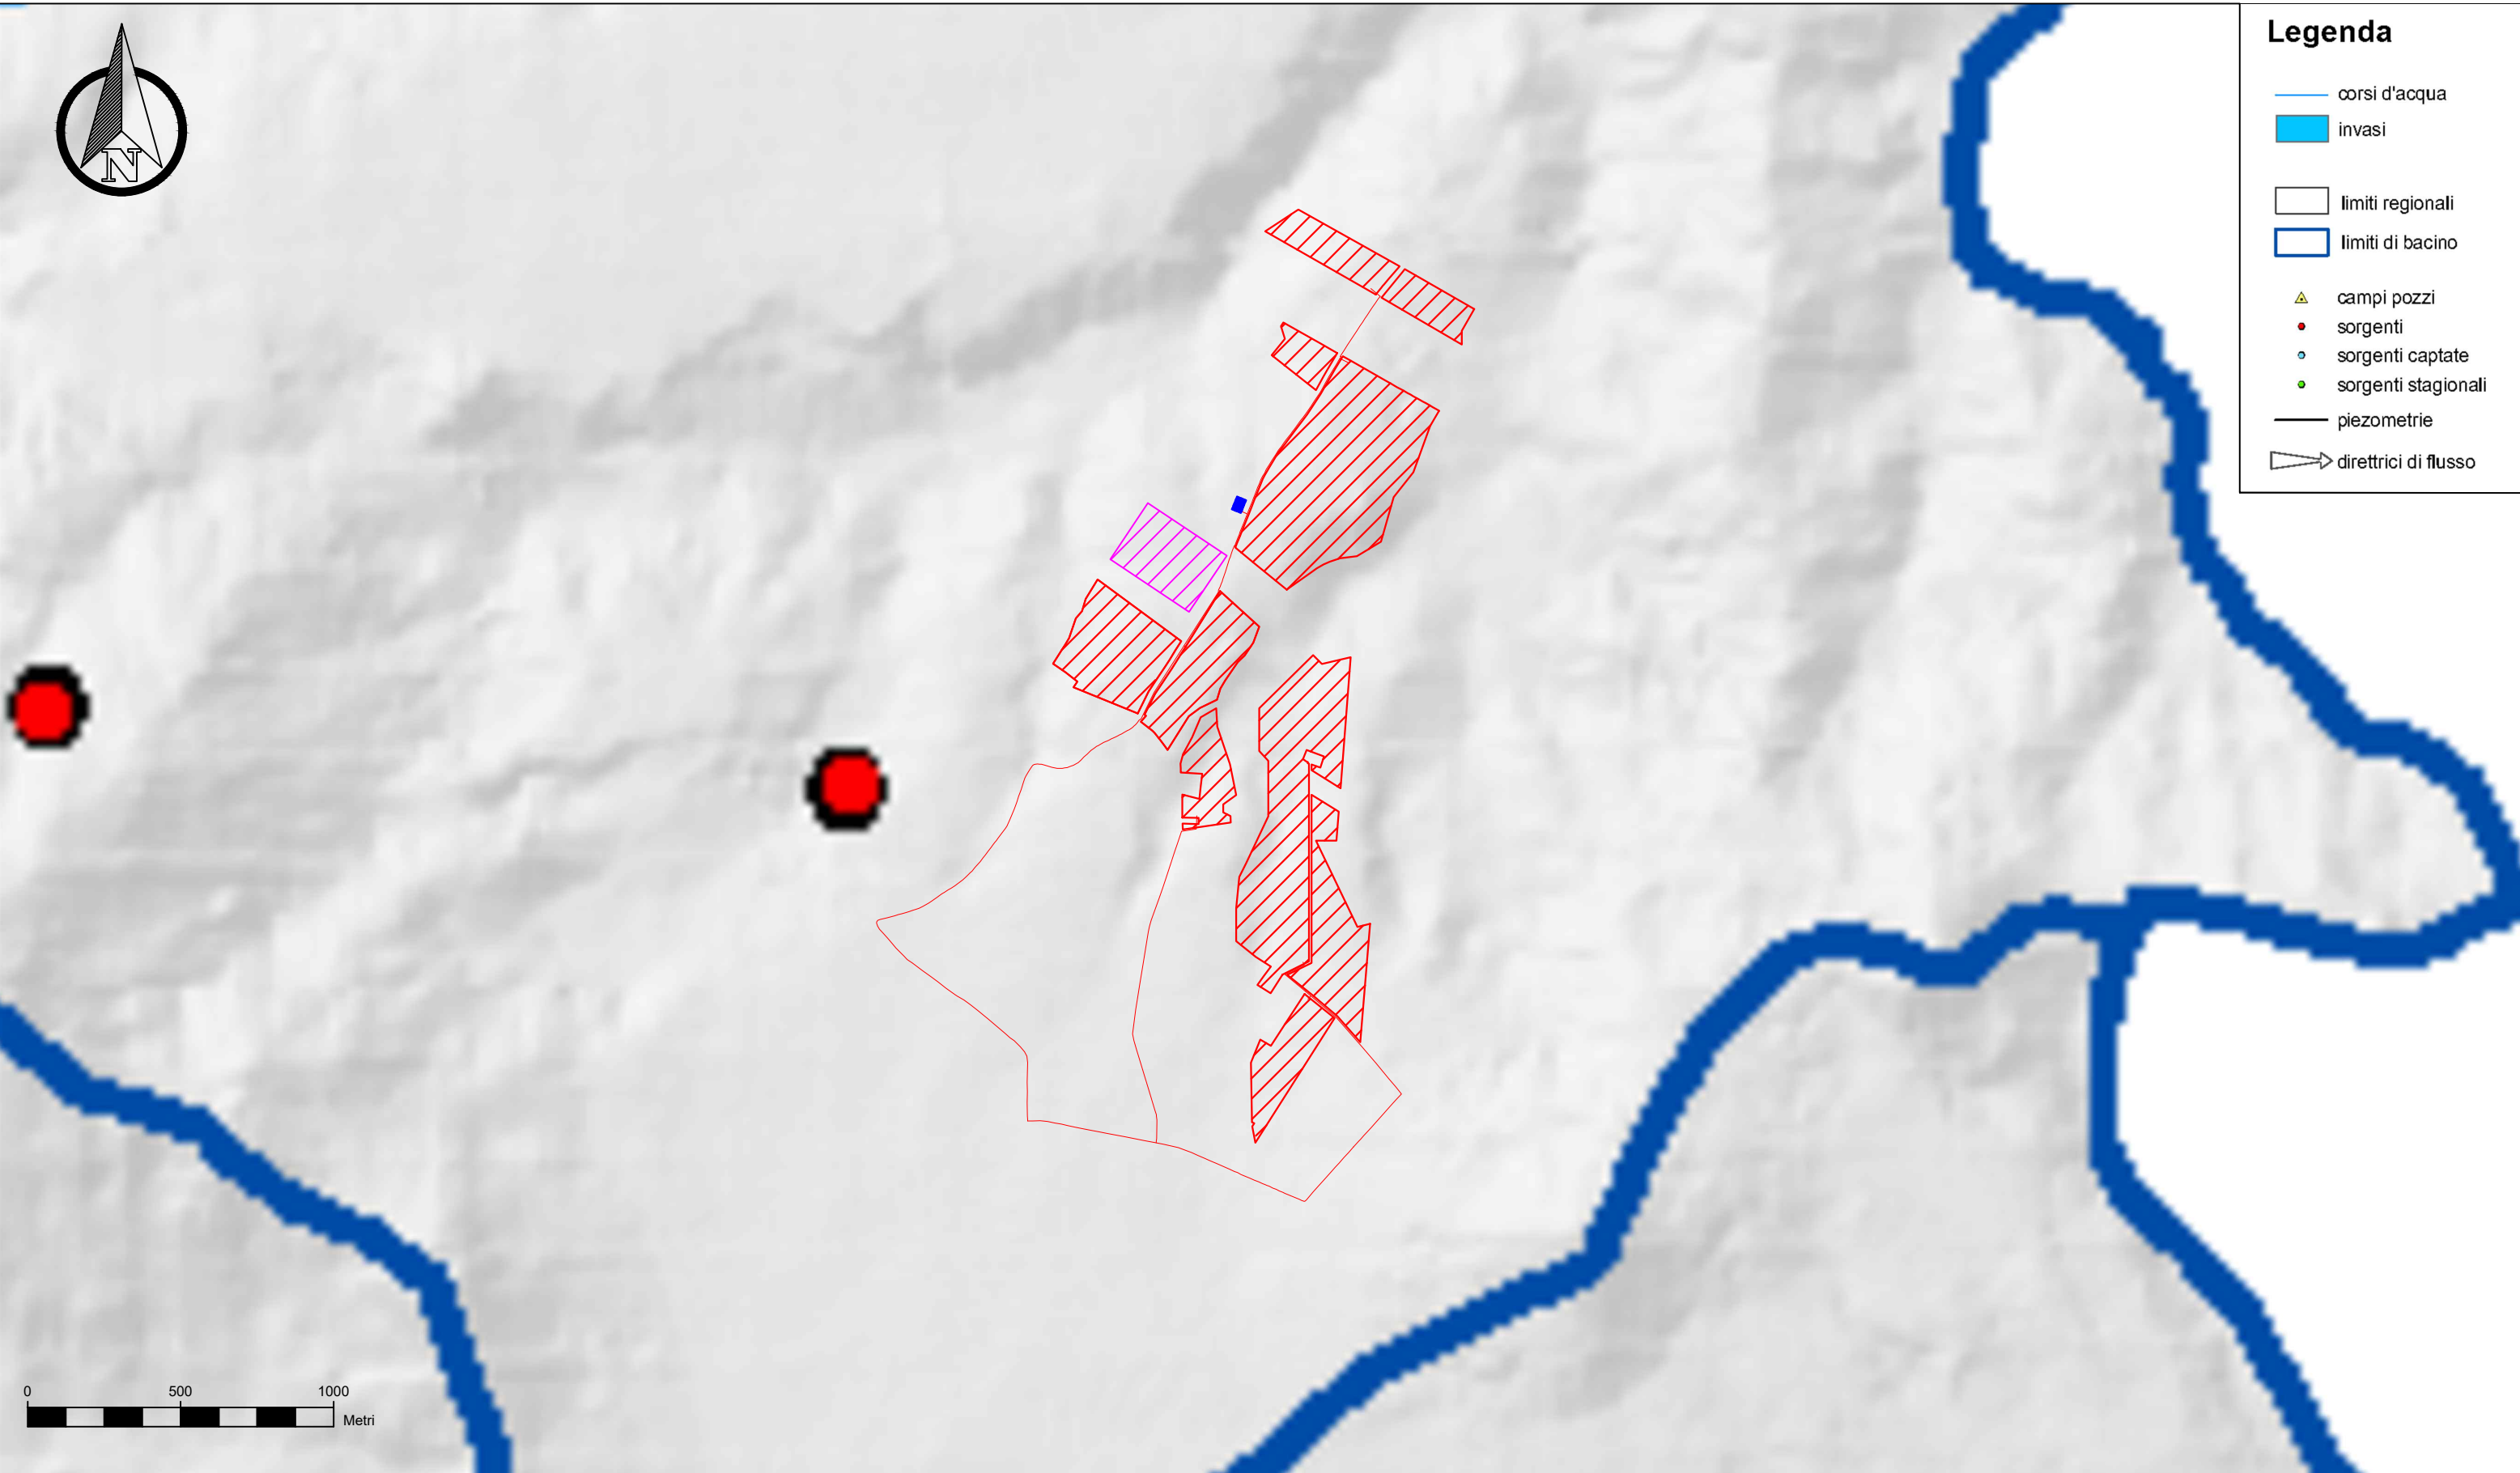 N
Legenda
corsi d'acqua
invasi
limiti regionali
limiti di bacino
campi pozzi
sorgenti
sorgenti captate
sorgenti stagionali
piezometrie
direttrici di flusso
0 500 1000
Metri